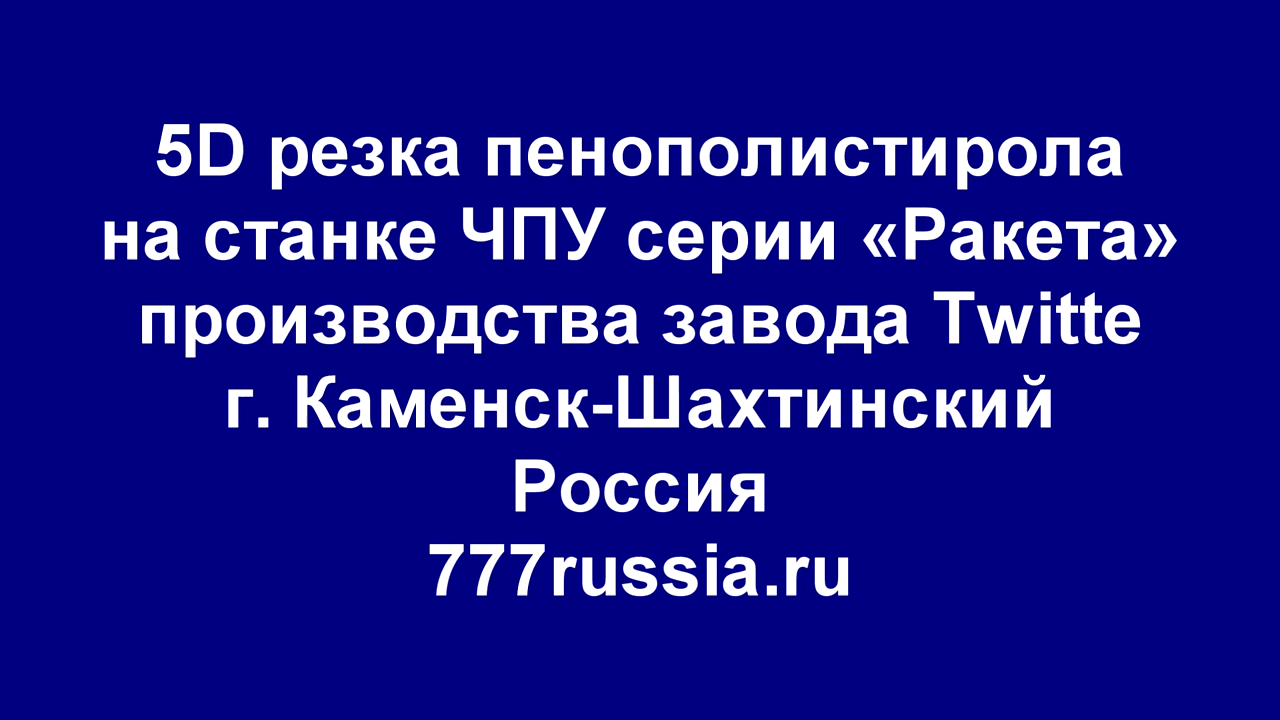 5D резка пенополистирола
на станке ЧПУ серии «Ракета»
производства завода Twitte
г. Каменск-Шахтинский
Россия
777russia.ru